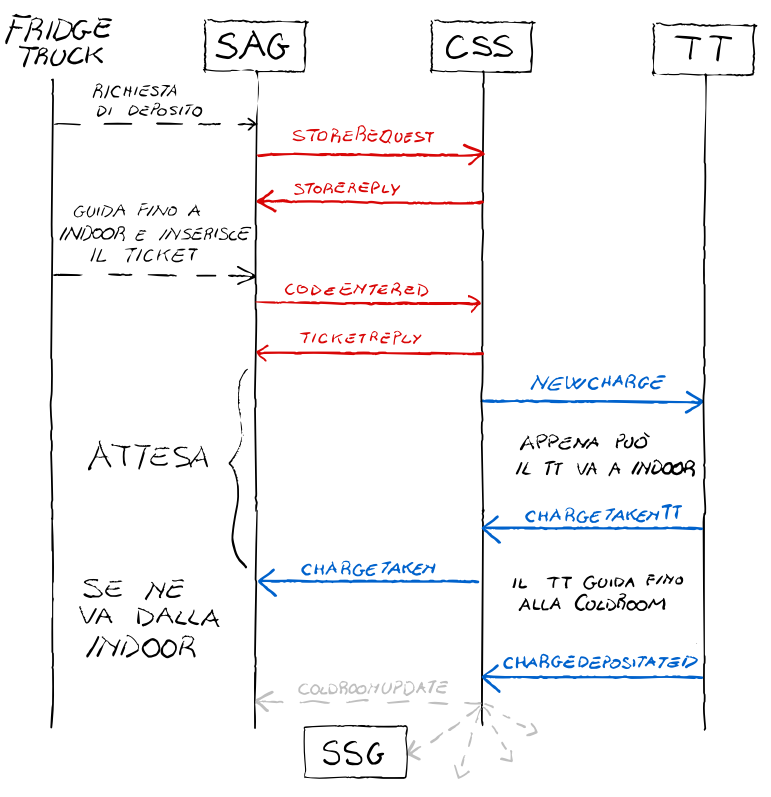 FRIDGE
TRUCK
SAG
CSS
TT
RICHIESTA
DI DEPOSITO
STOREREQUEST
STOREREPLY
GUIDA FINO A
INDOOR E INSERISCE
IL TICKET
CODEENTERED
TICKETREPLY
NEWCHARGE
ATTESA
APPENA PUÒ
IL TT VA A INDOOR
CHARGETAKENTT
CHARGETAKEN
SE NE
VA DALLA
INDOOR
IL TT GUIDA FINO
ALLA COLDROOM
CHARGEDEPOSITATED
COLDROOMUPDATE
SSG